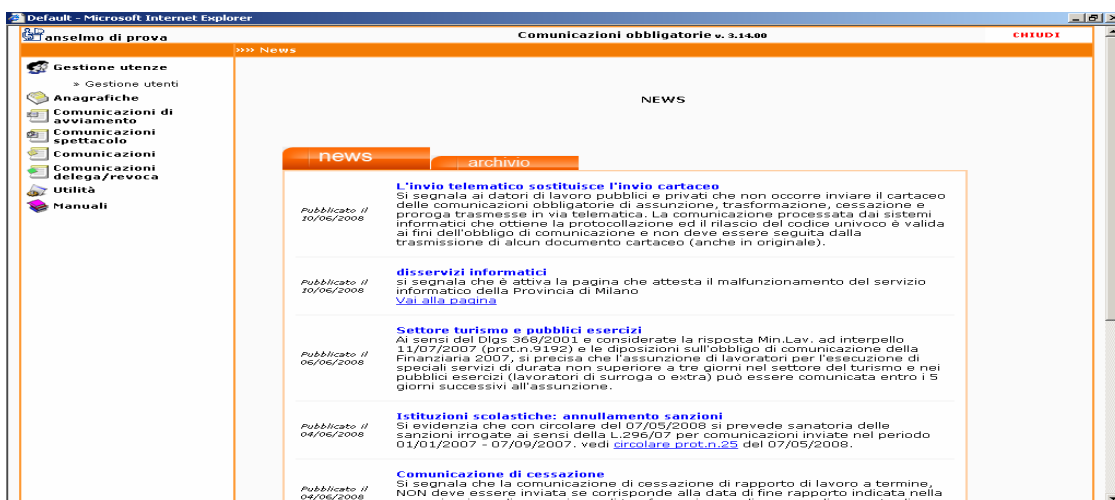 Default - Microsoft Internet Explorer
anselmo di prova
Comunicazioni obbligatorie v. 3.14.00
CHIUDI
»»» News
Gestione utenze
» Gestione utenti
Anagrafiche
Comunicazioni di
avviamento
Comunicazioni
spettacolo
Comunicazioni
Comunicazioni
delega/revoca
Utilità
Manuali
NEWS
news
archivio
Pubblicato il
10/06/2008
L'invio telematico sostituisce l'invio cartaceo
Si segnala ai datori di lavoro pubblici e privati che non occorre inviare il cartaceo
delle comunicazioni obbligatorie di assunzione, trasformazione, cessazione e
proroga trasmesse in via telematica. La comunicazione processata dai sistemi
informatici che ottiene la protocollazione ed il rilascio del codice univoco è valida
ai fini dell'obbligo di comunicazione e non deve essere seguita dalla
trasmissione di alcun documento cartaceo (anche in originale).
Pubblicato il
10/06/2008
disservizi informatici
si segnala che è attiva la pagina che attesta il malfunzionamento del servizio
informatico della Provincia di Milano
Vai alla pagina
Pubblicato il
06/06/2008
Settore turismo e pubblici esercizi
Ai sensi del Dlgs 368/2001 e considerate la risposta Min.Lav. ad interpello
11/07/2007 (prot.n.9192) e le diposizioni sull'obbligo di comunicazione della
Finanziaria 2007, si precisa che l'assunzione di lavoratori per l'esecuzione di
speciali servizi di durata non superiore a tre giorni nel settore del turismo e nei
pubblici esercizi (lavoratori di surroga o extra) può essere comunicata entro i 5
giorni successivi all'assunzione.
Pubblicato il
04/06/2008
Istituzioni scolastiche: annullamento sanzioni
Si evidenzia che con circolare del 07/05/2008 si prevede sanatoria delle
sanzioni irrogate ai sensi della L.296/07 per comunicazioni inviate nel periodo
01/01/2007 - 07/09/2007. vedi circolare prot.n.25 del 07/05/2008.
Pubblicato il
04/06/2008
Comunicazione di cessazione
Si segnala che la comunicazione di cessazione di rapporto di lavoro a termine,
NON deve essere inviata se corrisponde alla data di fine rapporto indicata nella